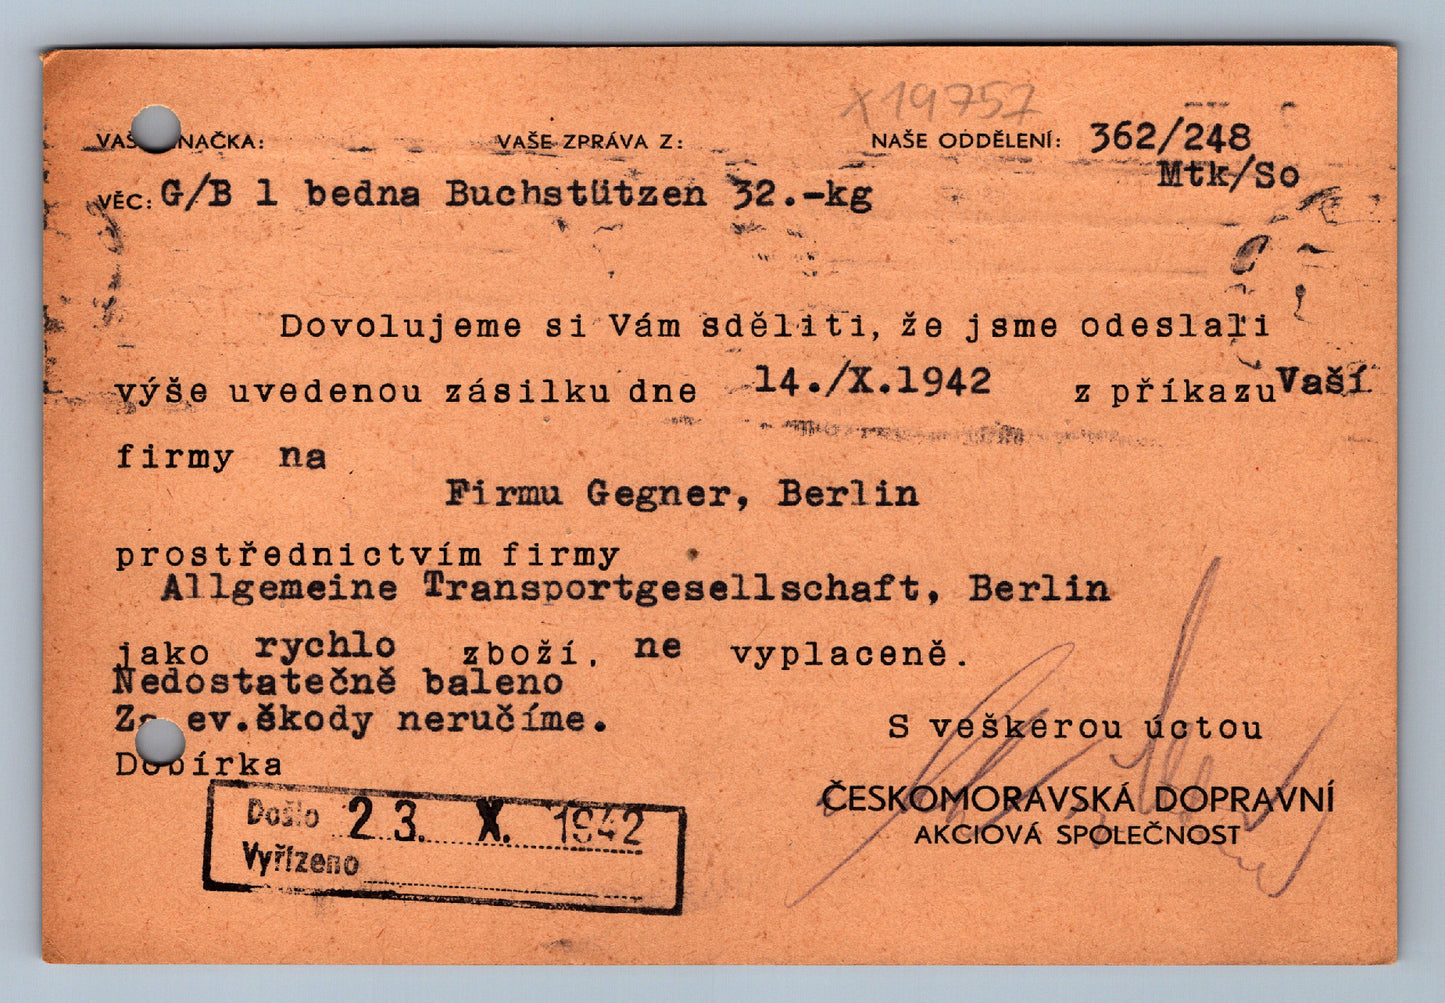 X19757
VAŠE ZNAČKA: VAŠE ZPRÁVA Z: NAŠE ODDĚLENÍ: 362/248
Mtk/So
VĚC: G/B 1 bedna Buchstützen 32.-kg
Dovolujeme si Vám sděliti, že jsme odeslali
výše uvedenou zásilku dne 14./X.1942 z příkazu Vaší
firmy na
Firmu Gegner, Berlin
prostřednictvím firmy
Allgemeine Transportgesellschaft, Berlin
jako rychlo zboží, ne vyplaceně.
Nedostatečně baleno
Za ev.škody neručíme.
S veškerou úctou
Dobírka
ČESKOMORAVSKÁ DOPRAVNÍ
AKCIOVÁ SPOLEČNOST
Došlo 23. X. 1942
Vyřízeno